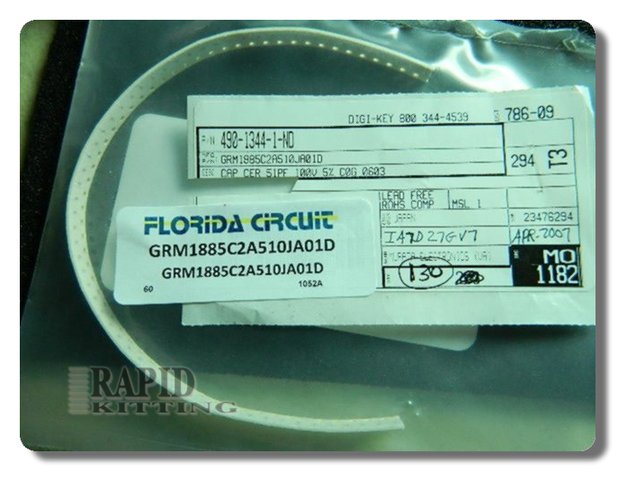 DIGI-KEY 800 344-4539
786-09
P/N 490-1344-1-ND
GRM1885C2A510JA01D
CAP CER 51PF 100V 5% C0G 0603
294
T3
LEAD FREE
ROHS COMP
MSL 1
JAPAN
23476294
APR-2007
MO
1182
130
FLORIDA CIRCUIT
GRM1885C2A510JA01D
GRM1885C2A510JA01D
60
1052A
RAPID
KITTING